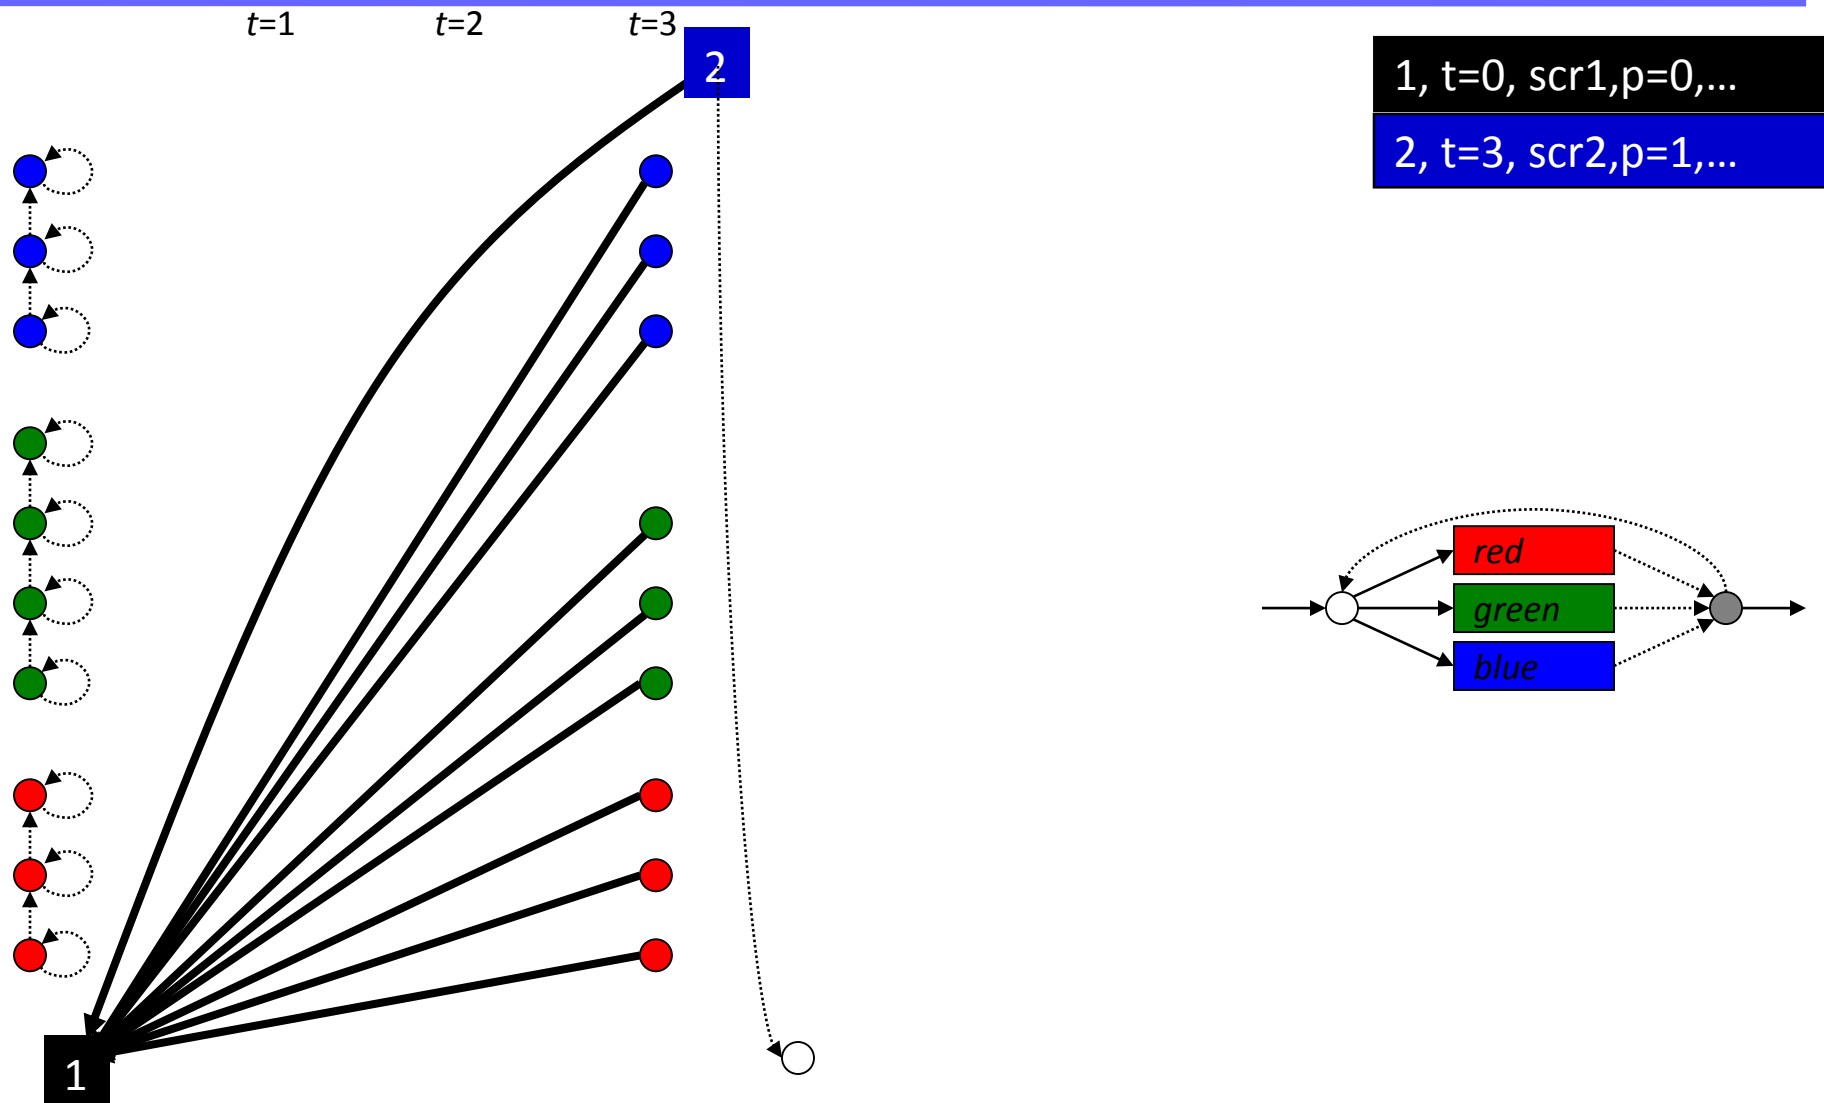 t=1 t=2 t=3
2
1, t=0, scr1,p=0,...
2, t=3, scr2,p=1,...
red
green
blue
1